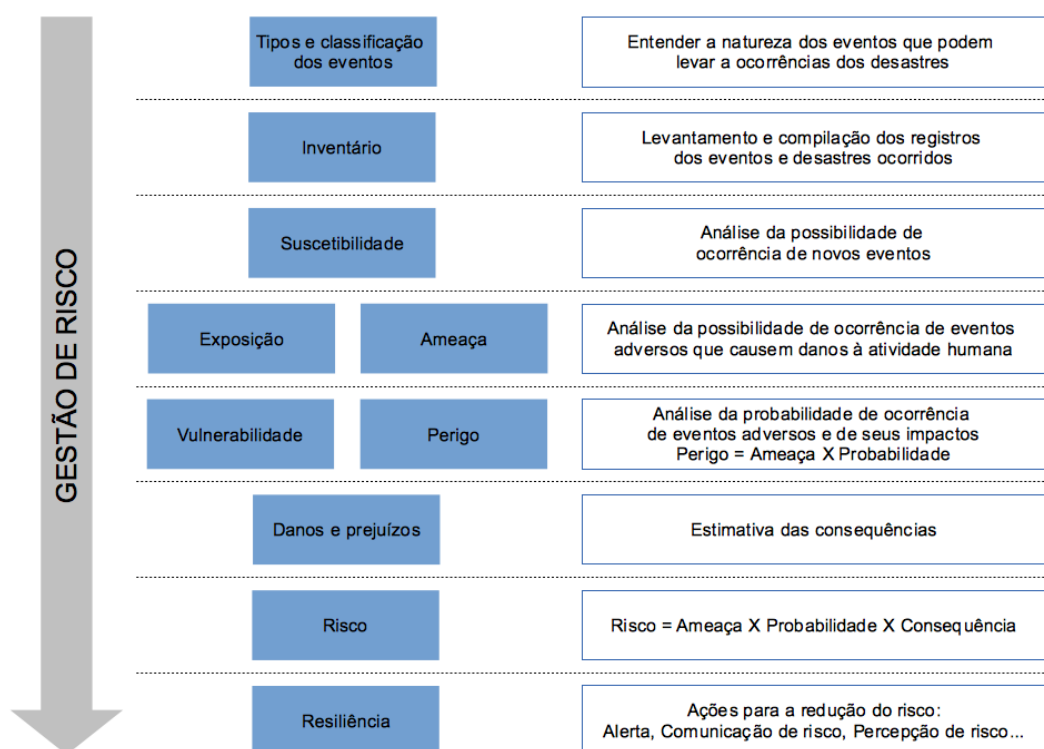 GESTÃO DE RISCO
Tipos e classificação
dos eventos
Entender a natureza dos eventos que podem
levar a ocorrências dos desastres
Inventário
Levantamento e compilação dos registros
dos eventos e desastres ocorridos
Suscetibilidade
Análise da possibilidade de
ocorrência de novos eventos
Exposição
Ameaça
Análise da possibilidade de ocorrência de eventos
adversos que causem danos à atividade humana
Vulnerabilidade
Perigo
Análise da probabilidade de ocorrência
de eventos adversos e de seus impactos
Perigo = Ameaça X Probabilidade
Danos e prejuízos
Estimativa das consequências
Risco
Risco = Ameaça X Probabilidade X Consequência
Resiliência
Ações para a redução do risco:
Alerta, Comunicação de risco, Percepção de risco...